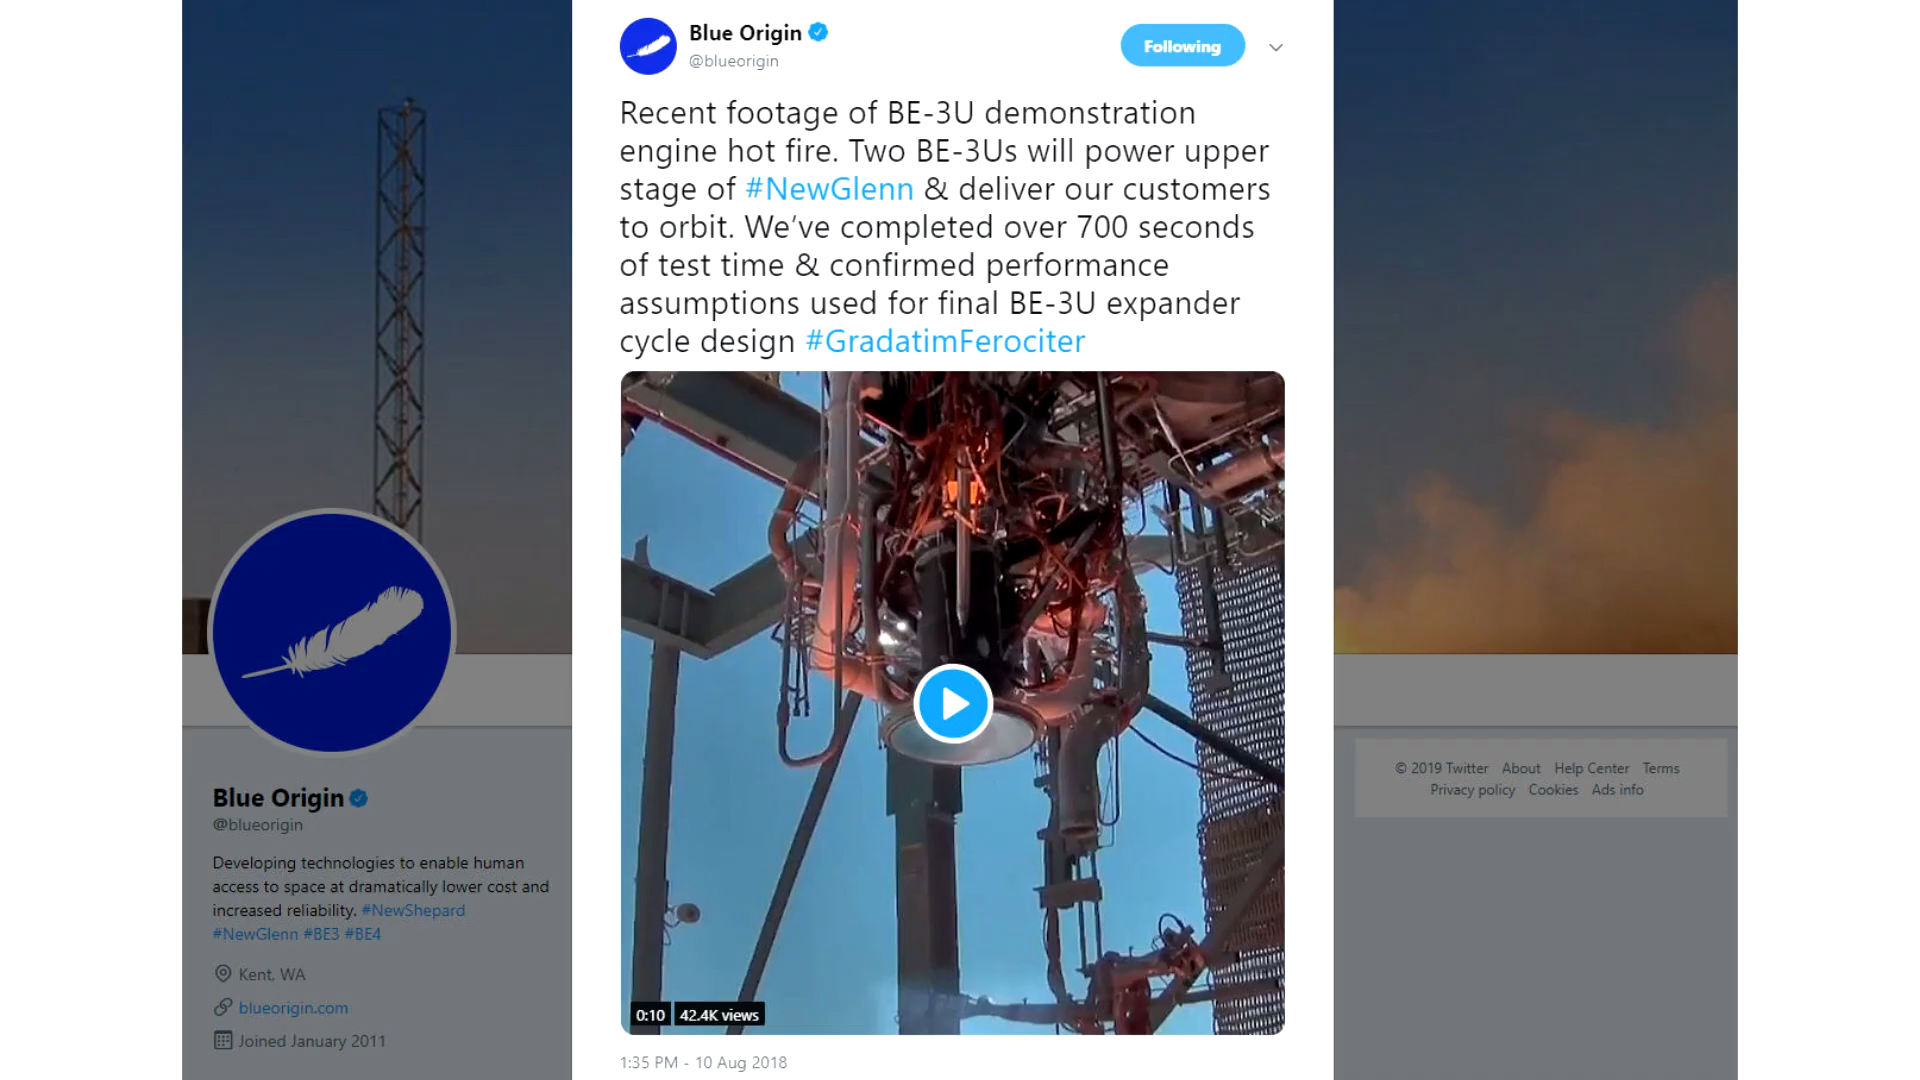 Blue Origin
@blueorigin
Following
Recent footage of BE-3U demonstration
engine hot fire. Two BE-3Us will power upper
stage of #NewGlenn & deliver our customers
to orbit. We’ve completed over 700 seconds
of test time & confirmed performance
assumptions used for final BE-3U expander
cycle design #GradatimFerociter
0:10 42.4K views
1:35 PM - 10 Aug 2018
Blue Origin
@blueorigin
Developing technologies to enable human
access to space at dramatically lower cost and
increased reliability. #NewShepard
#NewGlenn #BE3 #BE4
Kent, WA
blueorigin.com
Joined January 2011
© 2019 Twitter About Help Center Terms
Privacy policy Cookies Ads info